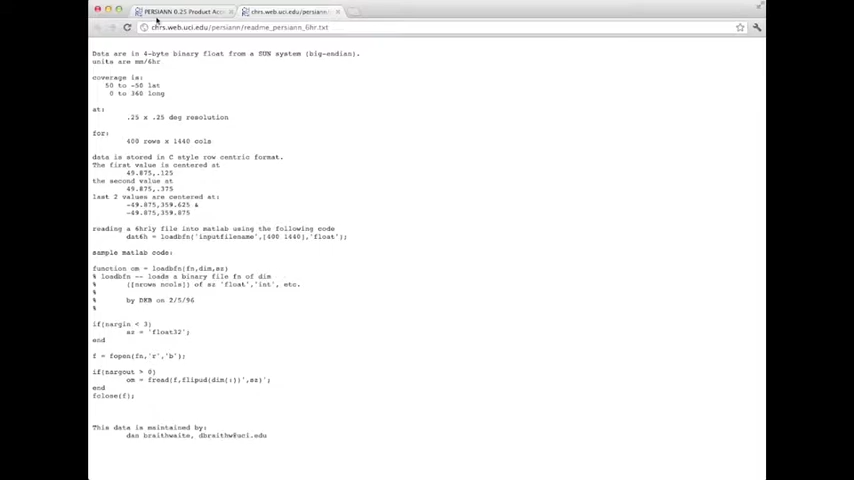 PERSIANN 0.25 Product Acc
chrs.web.uci.edu/persiann/
chrs.web.uci.edu/persiann/readme_persiann_6hr.txt
Data are in 4-byte binary float from a SUN system (big-endian).
units are mm/6hr
coverage is:
50 to -50 lat
0 to 360 long
at:
.25 x .25 deg resolution
for:
400 rows x 1440 cols
data is stored in C style row centric format.
The first value is centered at
49.875,.125
the second value at
49.875,.375
last 2 values are centered at:
-49.875,359.625 &
-49.875,359.875
reading a 6hrly file into matlab using the following code
dat6h = loadbfn('inputfilename',[400 1440],'float');
sample matlab code:
function om = loadbfn(fn,dim,sz)
% loadbfn -- loads a binary file fn of dim
% ([nrows ncols]) of sz 'float','int', etc.
%
% by DKB on 2/5/96
%
if(nargin < 3)
sz = 'float32';
end
f = fopen(fn,'r','b');
if(nargout > 0)
om = fread(f,flipud(dim(:))',sz)';
end
fclose(f);
This data is maintained by:
dan braithwaite, dbraithw@uci.edu